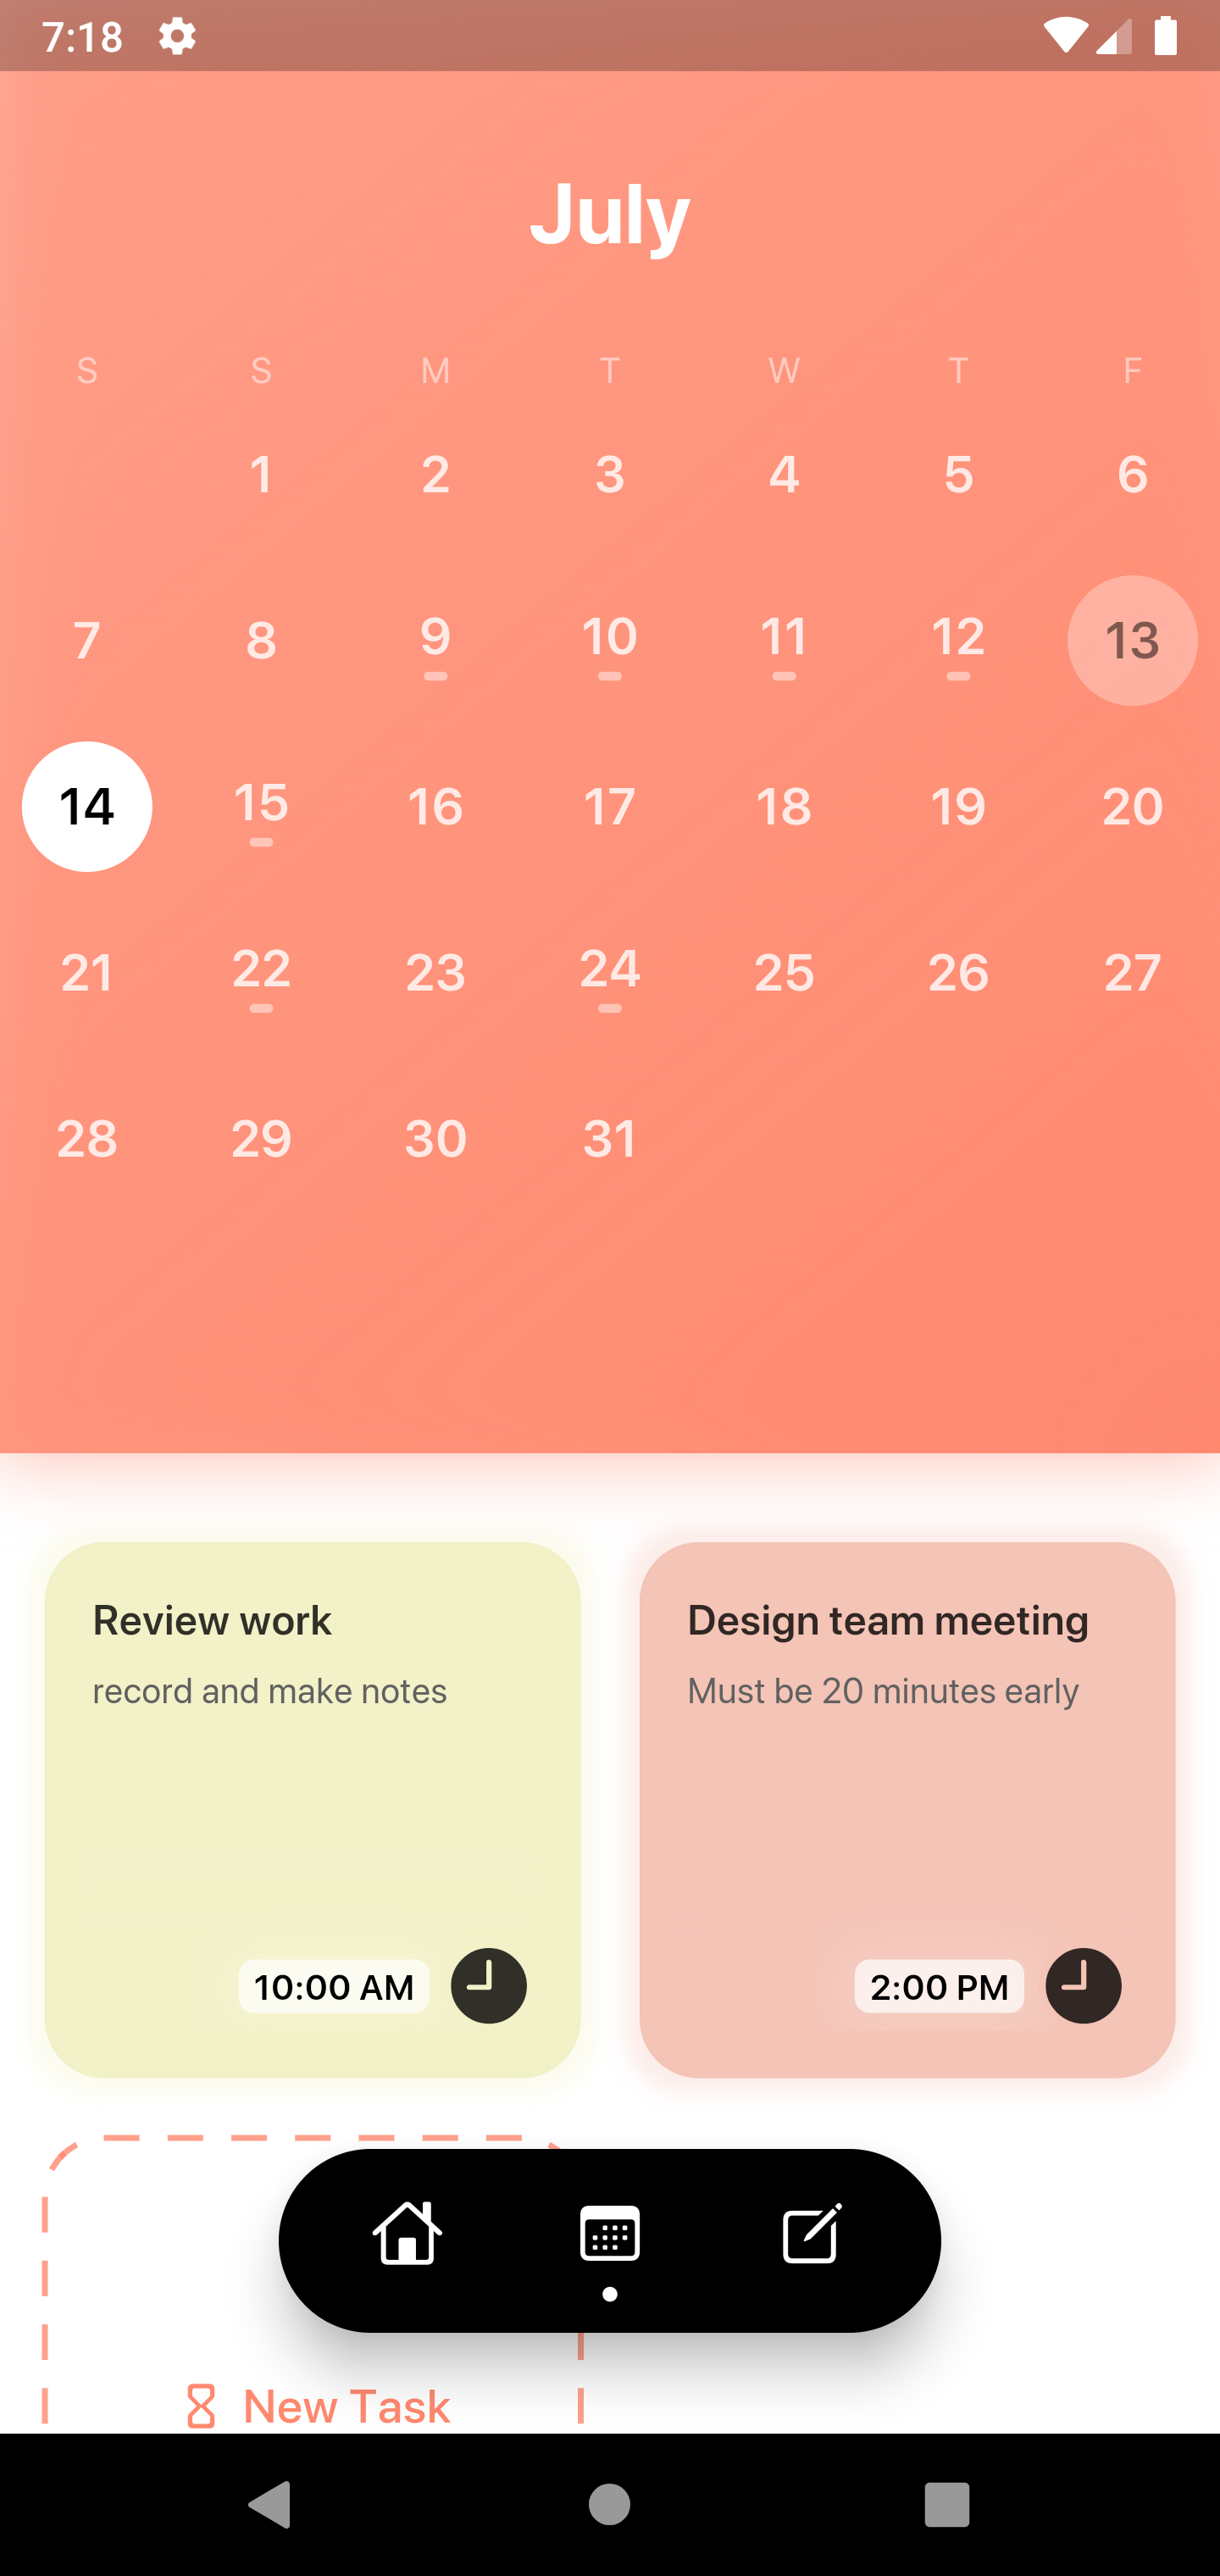 7:18
July
S S M T W T F
1 2 3 4 5 6
7 8 9 10 11 12 13
14 15 16 17 18 19 20
21 22 23 24 25 26 27
28 29 30 31
Review work
record and make notes
10:00 AM
Design team meeting
Must be 20 minutes early
2:00 PM
New Task